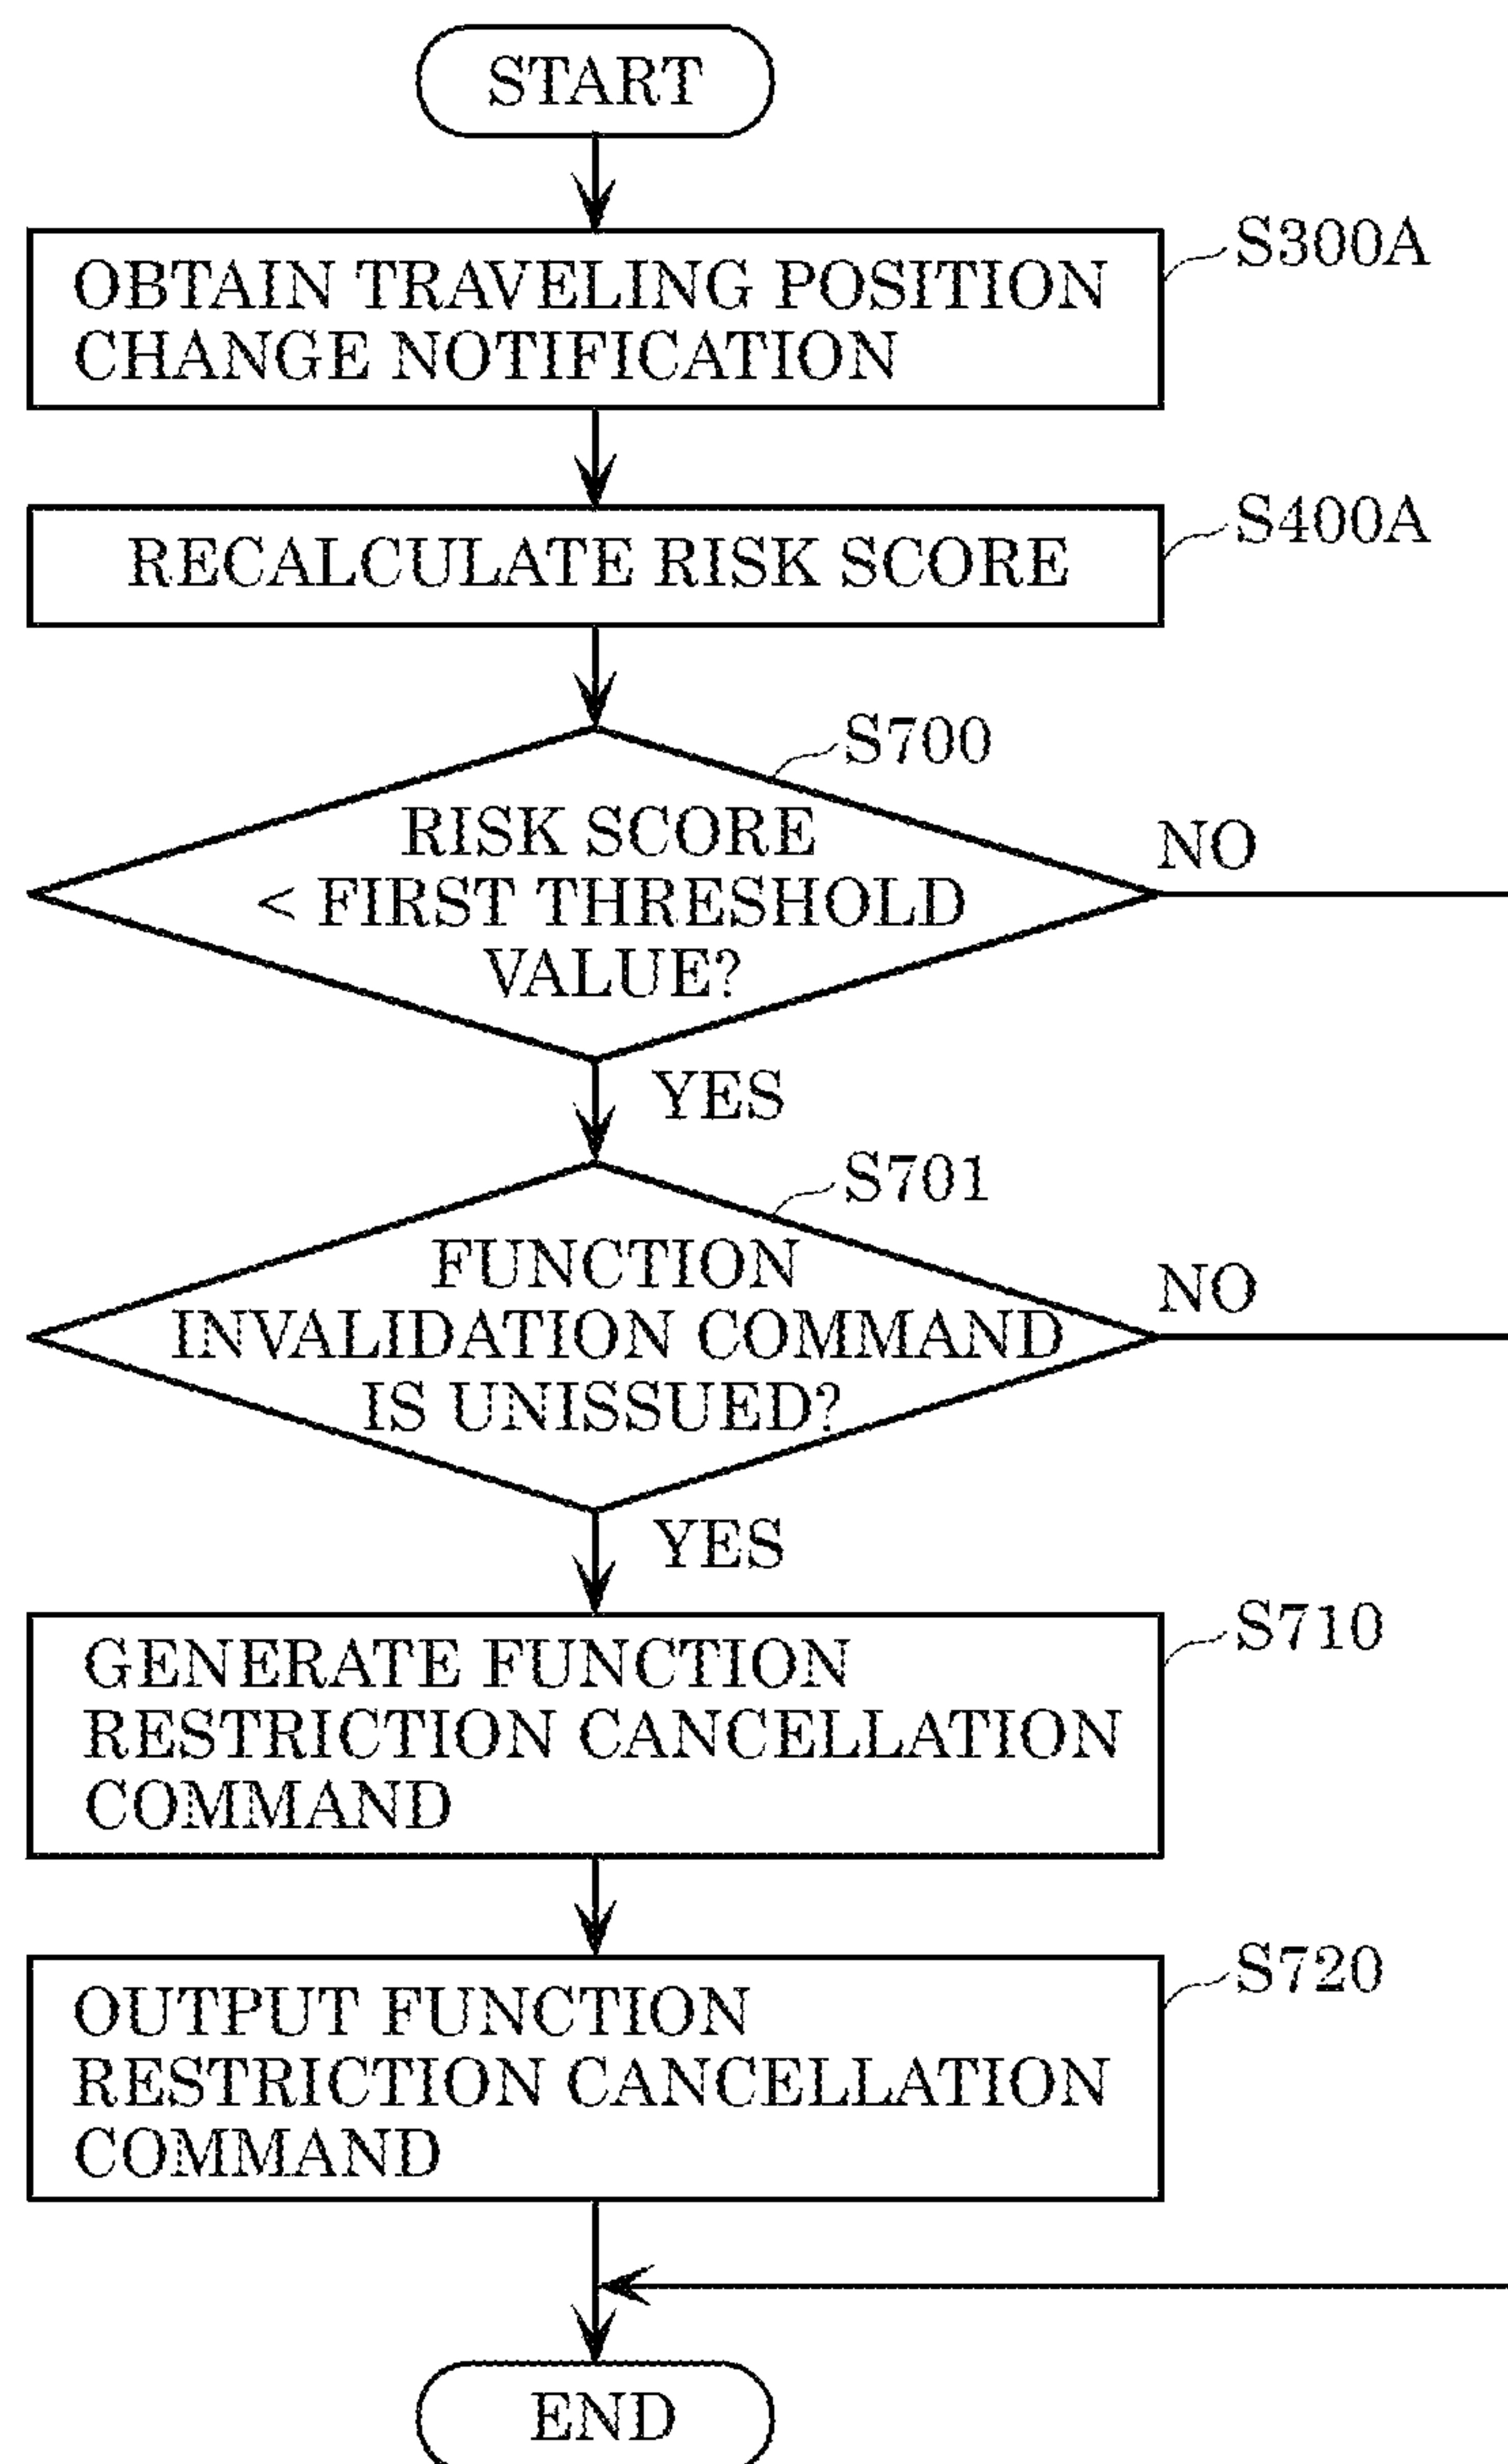 START
S300A
OBTAIN TRAVELING POSITION
CHANGE NOTIFICATION
S400A
RECALCULATE RISK SCORE
S700
RISK SCORE
< FIRST THRESHOLD
VALUE?
NO
YES
S701
FUNCTION
INVALIDATION COMMAND
IS UNISSUED?
NO
YES
S710
GENERATE FUNCTION
RESTRICTION CANCELLATION
COMMAND
S720
OUTPUT FUNCTION
RESTRICTION CANCELLATION
COMMAND
END